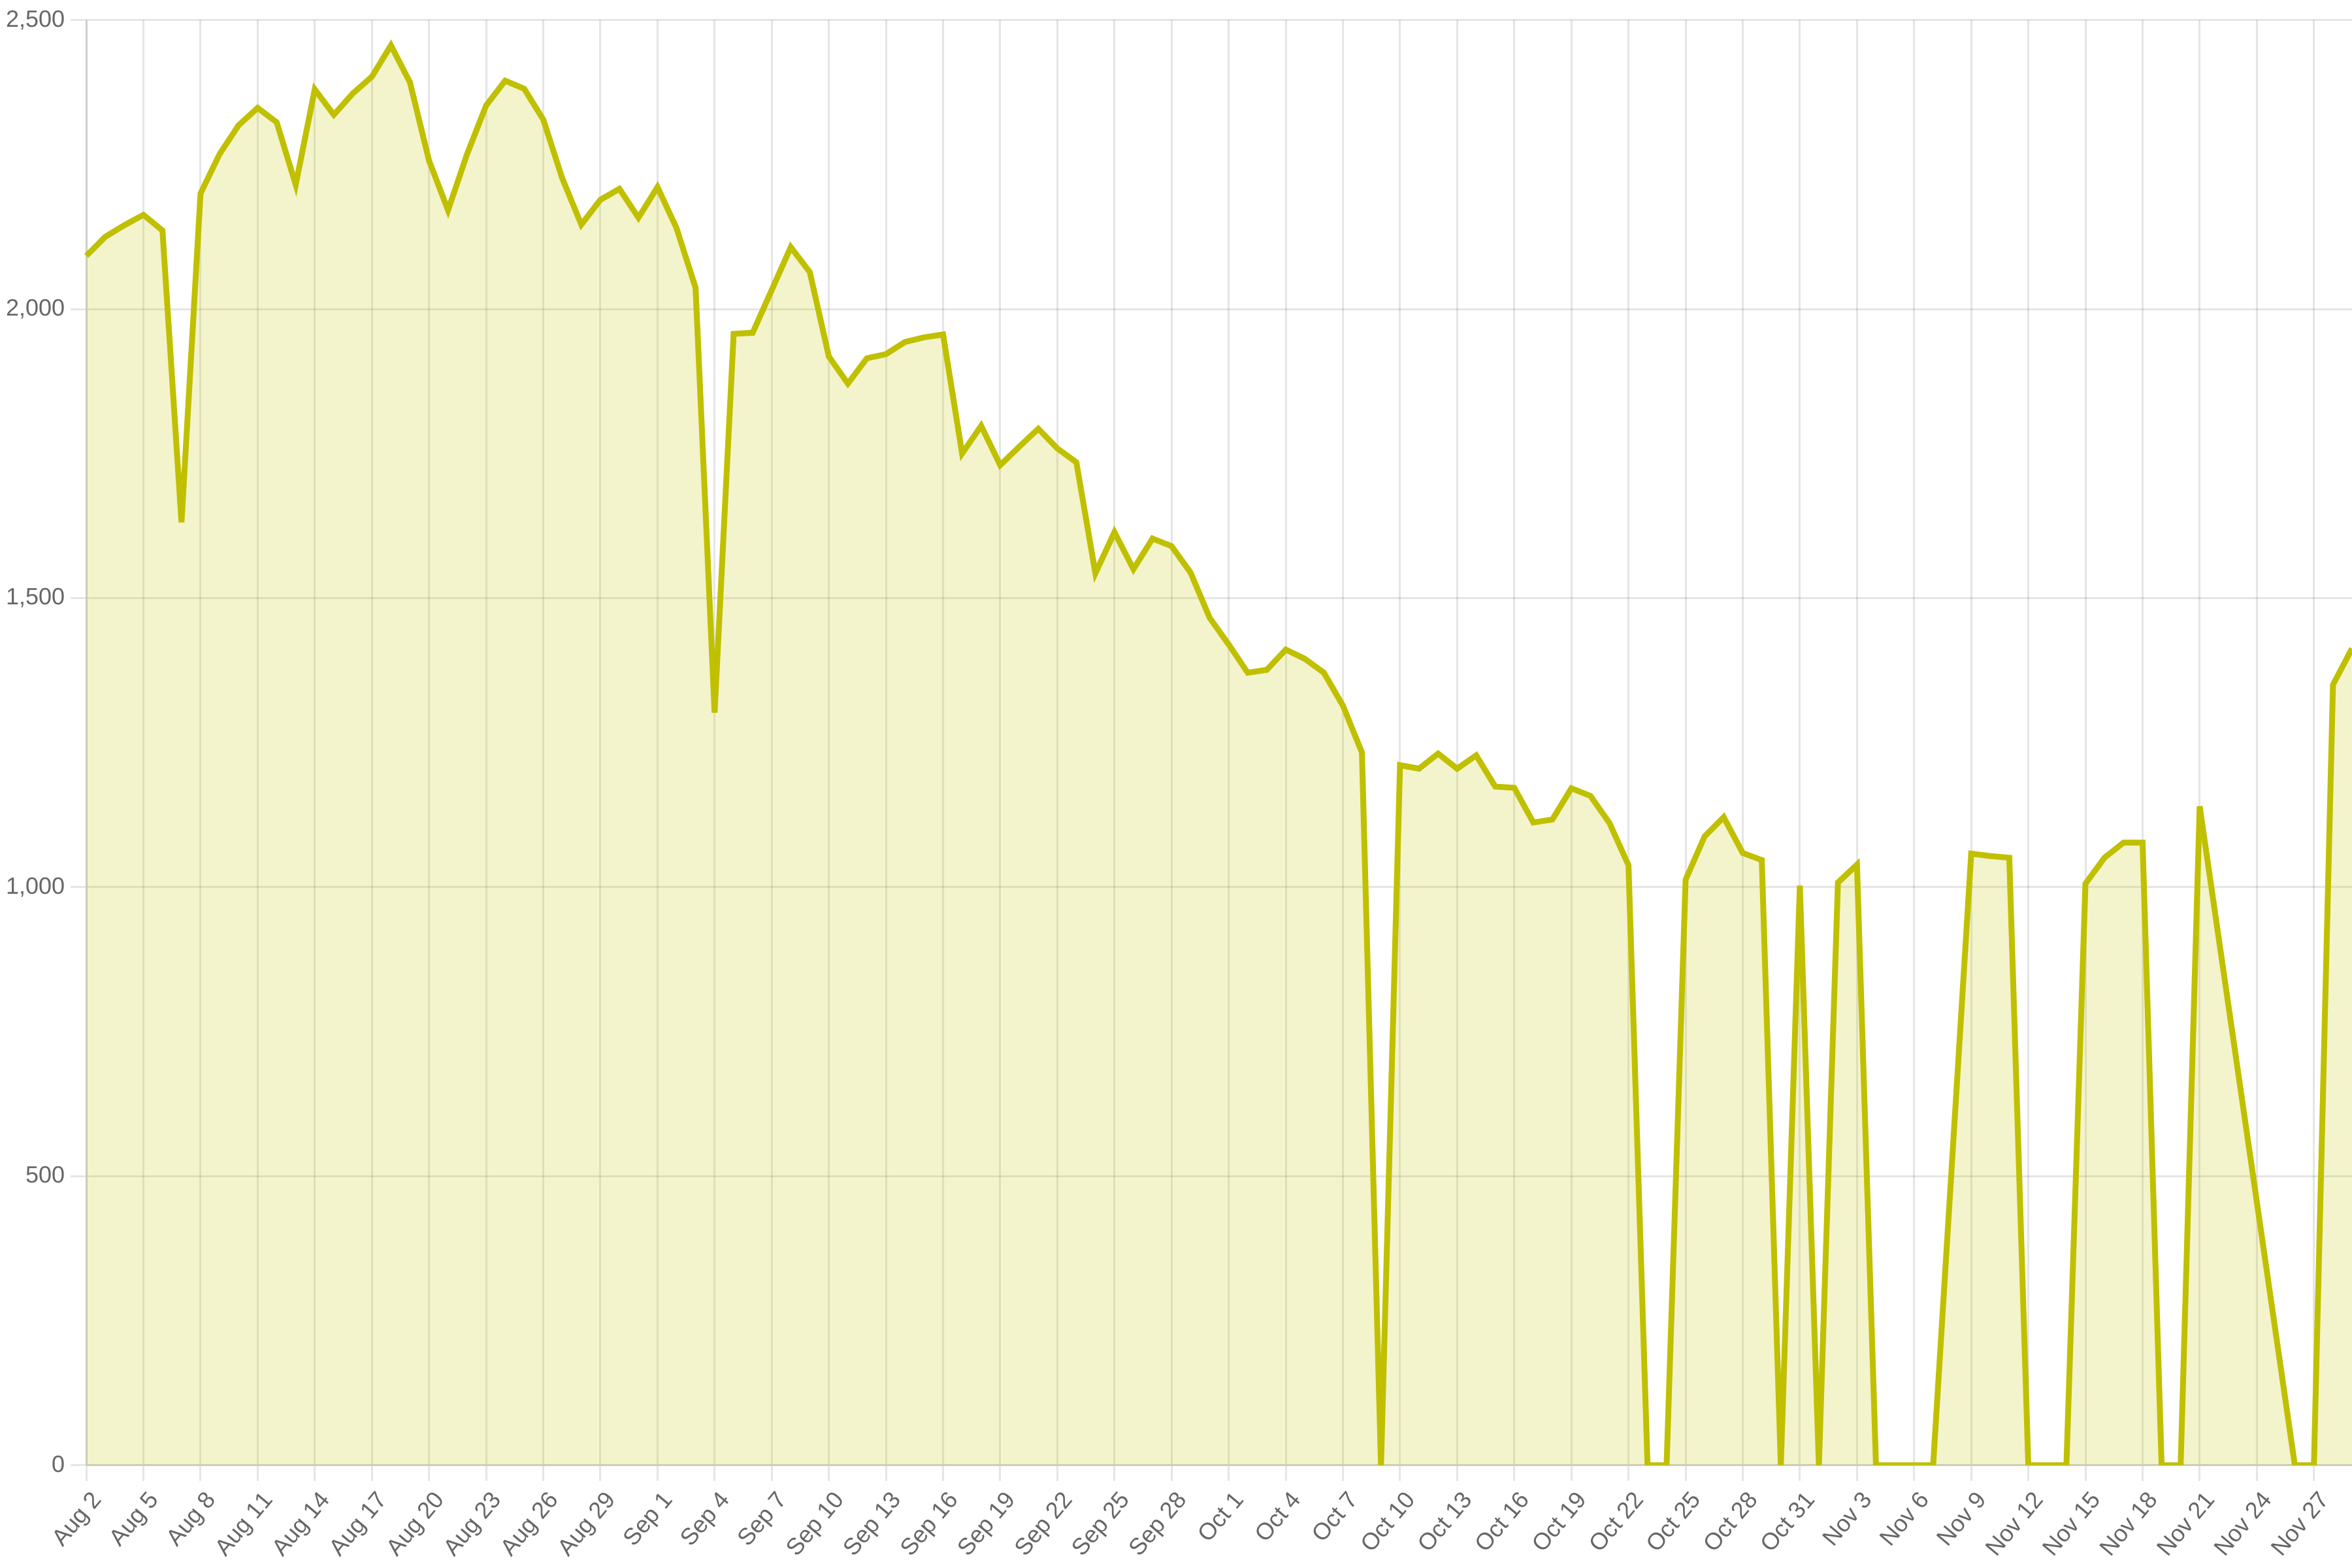 2,500
2,000
1,500
1,000
500
0
Aug 2
Aug 5
Aug 8
Aug 11
Aug 14
Aug 17
Aug 20
Aug 23
Aug 26
Aug 29
Sep 1
Sep 4
Sep 7
Sep 10
Sep 13
Sep 16
Sep 19
Sep 22
Sep 25
Sep 28
Oct 1
Oct 4
Oct 7
Oct 10
Oct 13
Oct 16
Oct 19
Oct 22
Oct 25
Oct 28
Oct 31
Nov 3
Nov 6
Nov 9
Nov 12
Nov 15
Nov 18
Nov 21
Nov 24
Nov 27